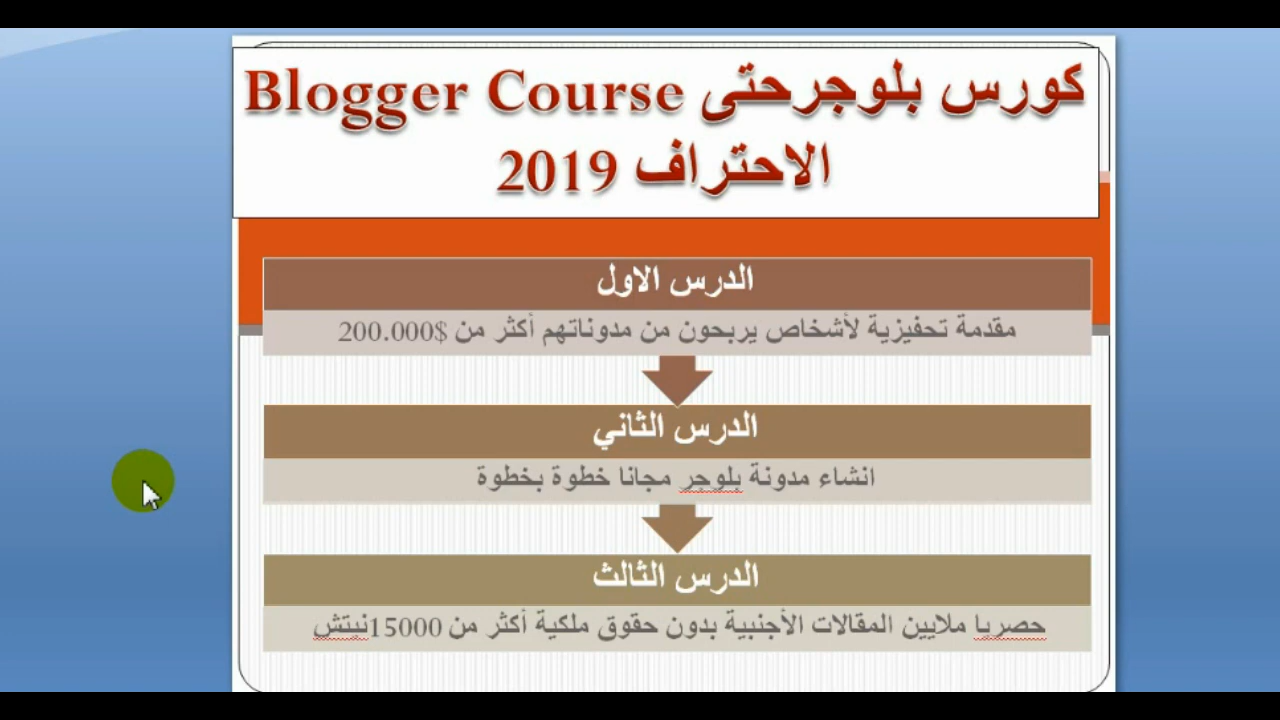 كورس بلوجرحتى Blogger Course
الاحتراف 2019
الدرس الاول
مقدمة تحفيزية لأشخاص يربحون من مدوناتهم أكثر من 200.000$
الدرس الثاني
انشاء مدونة بلوجر مجانا خطوة بخطوة
الدرس الثالث
حصريا ملايين المقالات الأجنبية بدون حقوق ملكية أكثر من 15000نيتش